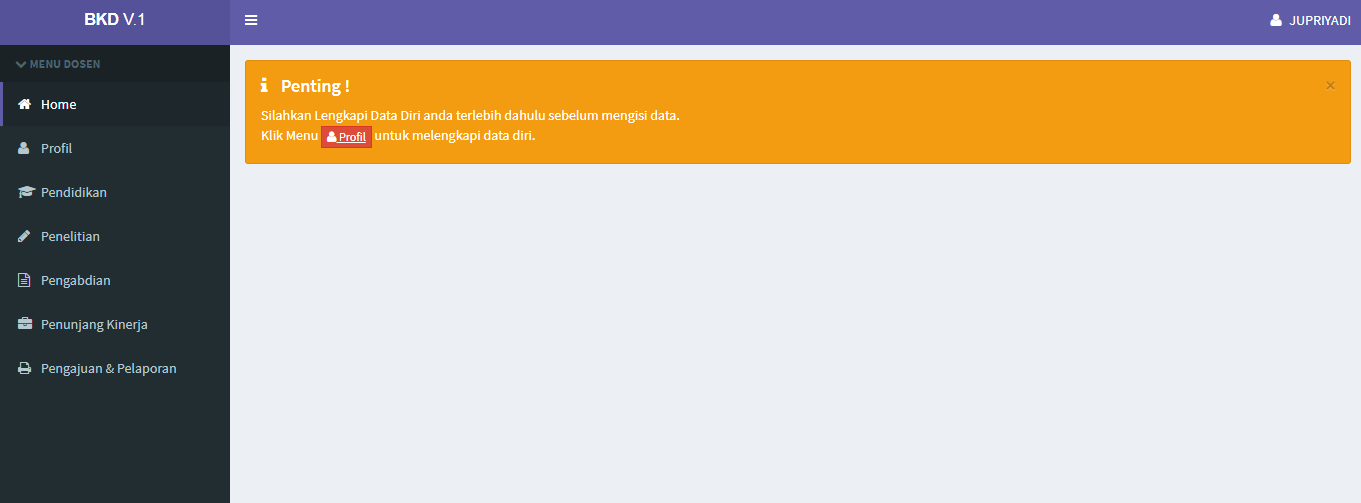 BKD V.1
JUPRIYADI
MENU DOSEN
Home
Profil
Pendidikan
Penelitian
Pengabdian
Penunjang Kinerja
Pengajuan & Pelaporan
Penting !
×
Silahkan Lengkapi Data Diri anda terlebih dahulu sebelum mengisi data.
Klik Menu Profil untuk melengkapi data diri.